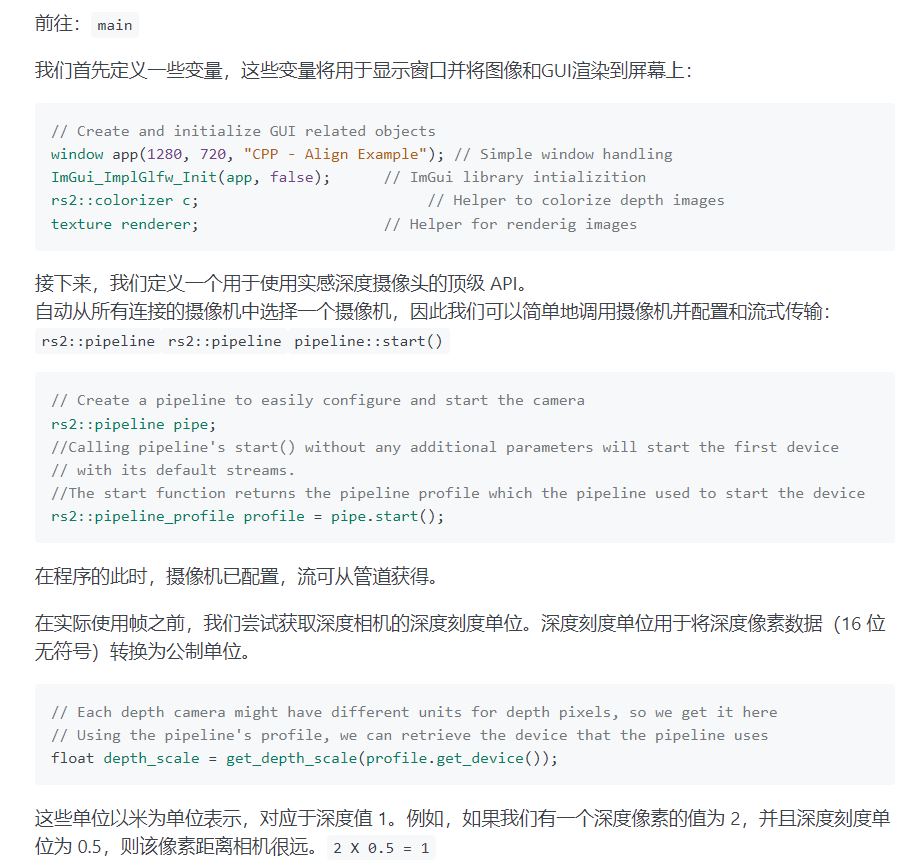 前往： main
我们首先定义一些变量，这些变量将用于显示窗口并将图像和GUI渲染到屏幕上：
// Create and initialize GUI related objects
window app(1280, 720, "CPP - Align Example"); // Simple window handling
ImGui_ImplGlfw_Init(app, false);      // ImGui library intializition
rs2::colorizer c;                          // Helper to colorize depth images
texture renderer;                     // Helper for renderig images
接下来，我们定义一个用于使用实感深度摄像头的顶级 API。
自动从所有连接的摄像机中选择一个摄像机，因此我们可以简单地调用摄像机并配置和流式传输：
rs2::pipeline rs2::pipeline pipeline::start()
// Create a pipeline to easily configure and start the camera
rs2::pipeline pipe;
//Calling pipeline's start() without any additional parameters will start the first device
// with its default streams.
//The start function returns the pipeline profile which the pipeline used to start the device
rs2::pipeline_profile profile = pipe.start();
在程序的此时，摄像机已配置，流可从管道获得。
在实际使用帧之前，我们尝试获取深度相机的深度刻度单位。深度刻度单位用于将深度像素数据（16 位
无符号）转换为公制单位。
// Each depth camera might have different units for depth pixels, so we get it here
// Using the pipeline's profile, we can retrieve the device that the pipeline uses
float depth_scale = get_depth_scale(profile.get_device());
这些单位以米为单位表示，对应于深度值 1。例如，如果我们有一个深度像素的值为 2，并且深度刻度单
位为 0.5，则该像素距离相机很远。 2 X 0.5 = 1